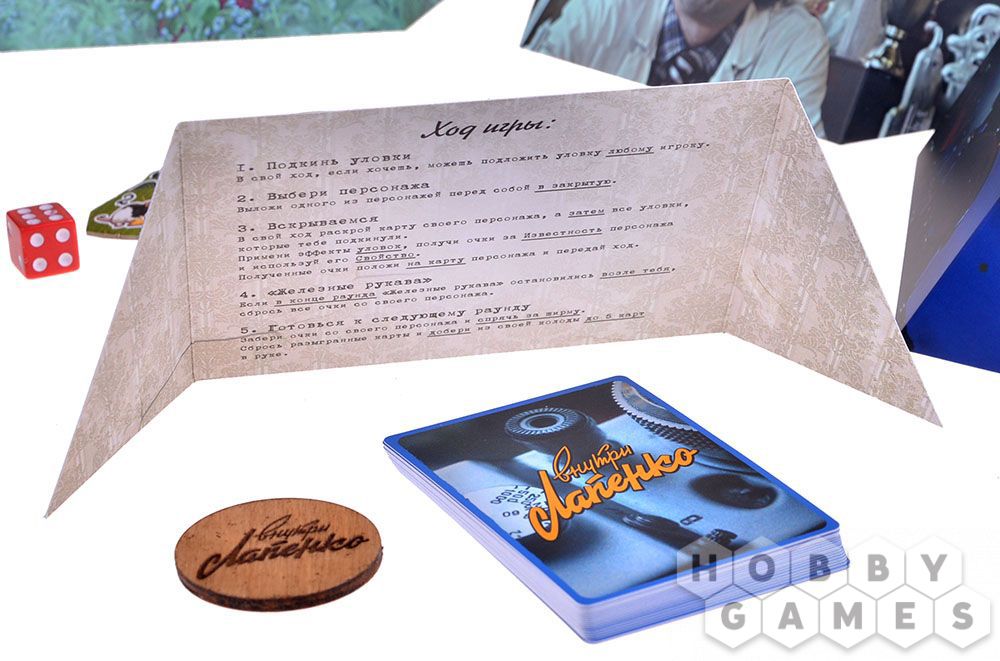 Ход игры:
1. Подкинь уловки
В свой ход, если хочешь, можешь подложить уловку любому игроку.
2. Выбери персонажа
Выложи одного из персонажей перед собой в закрытую.
3. Вскрываемся
В свой ход раскрой карту своего персонажа, а затем все уловки,
которые тебе подкинули.
Примени эффекты уловок, получи очки за Известность персонажа
и используй его Свойство.
Полученные очки положи на карту персонажа и передай ход.
4. «Железные рукава»
Если в конце раунда «Железные рукава» остановились возле тебя,
сбрось все очки со своего персонажа.
5. Готовься к следующему раунду
Забери очки со своего персонажа и спрячь за ширму.
Сбрось разыгранные карты и добери из своей колоды до 5 карт
в руке.
внутри
Лапенко
внутри
Лапенко
HOBBY
GAMES